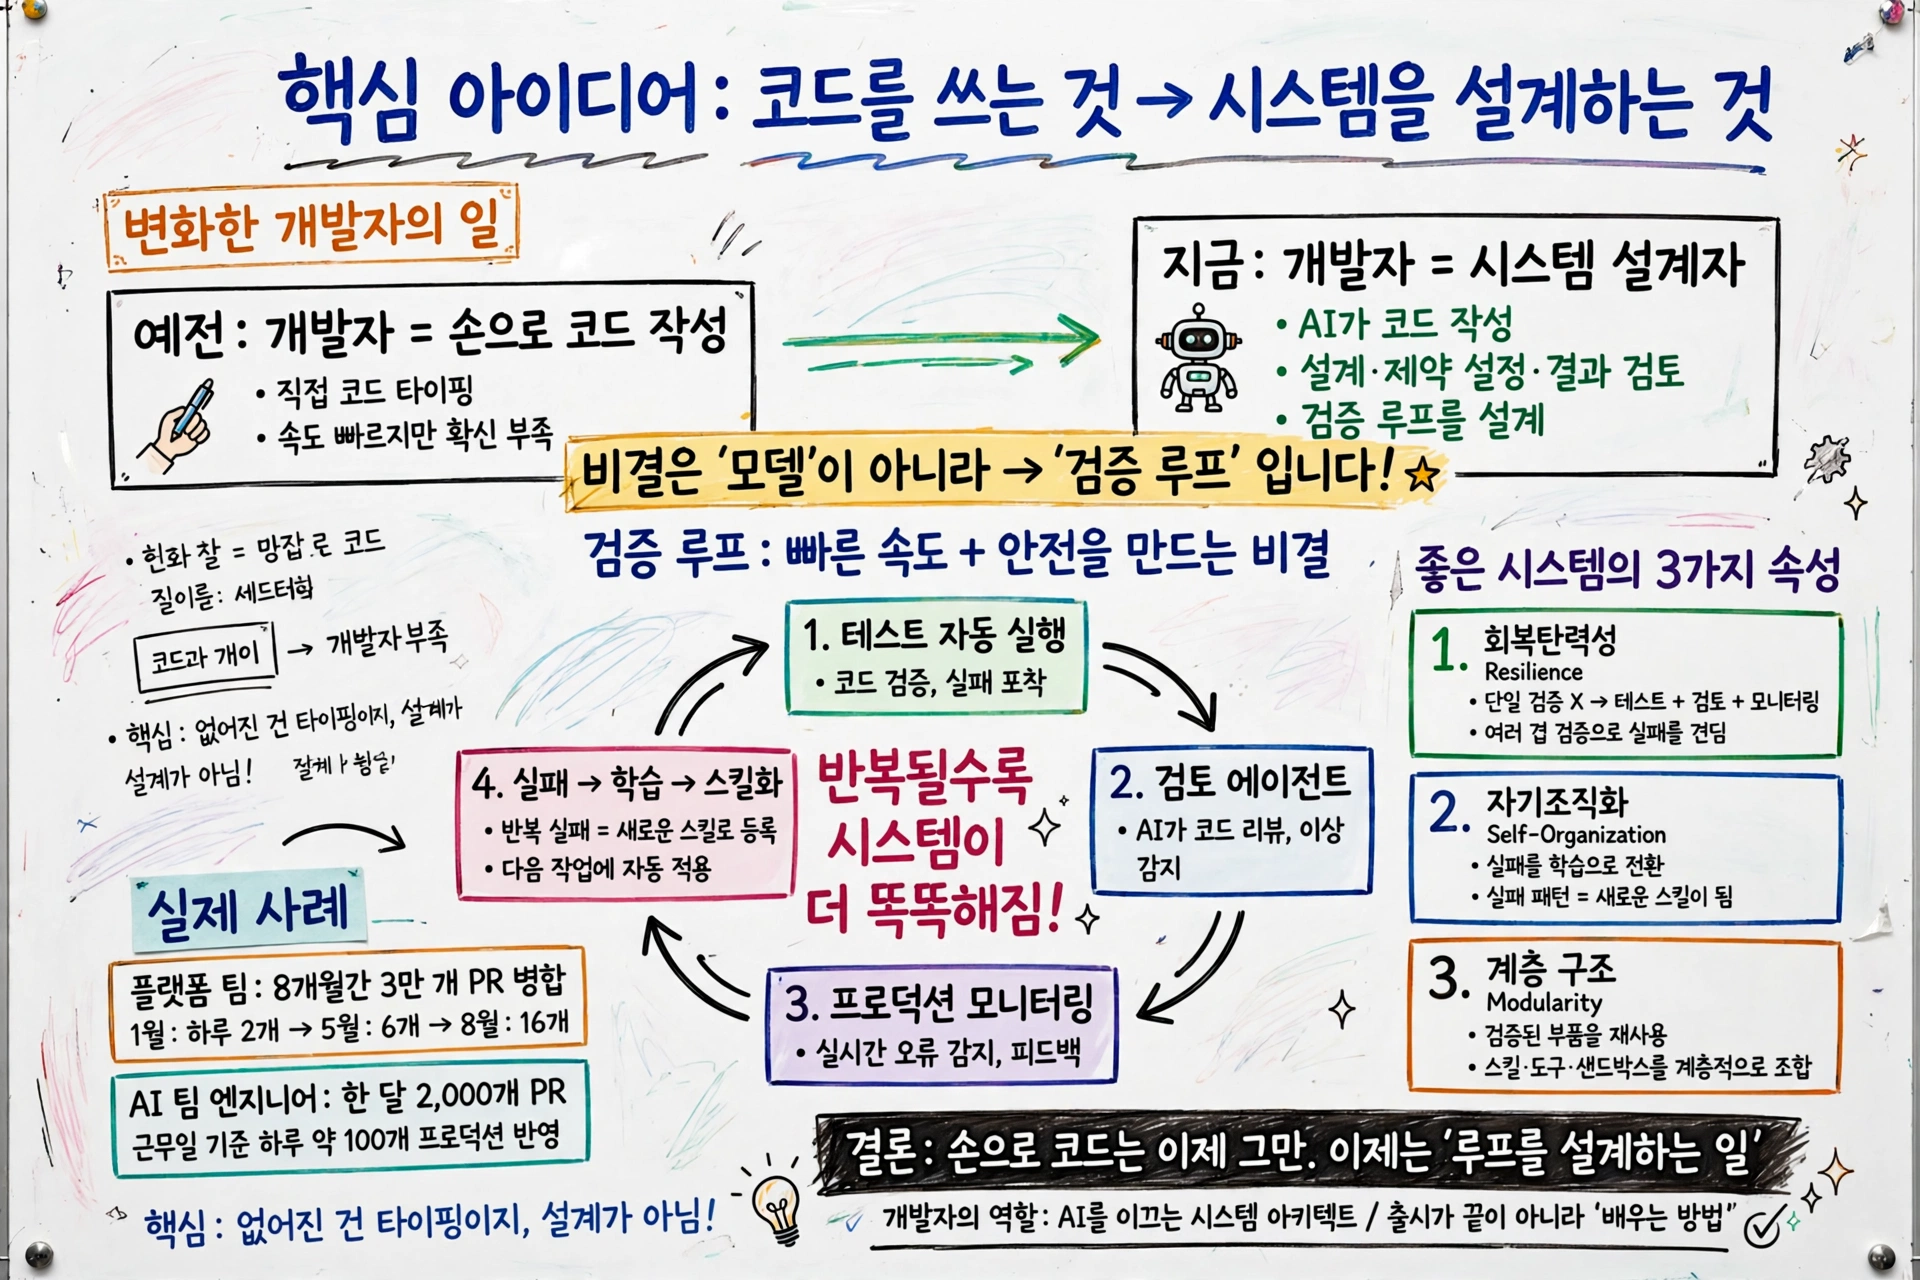 핵심 아이디어 : 코드를 쓰는 것 → 시스템을 설계하는 것
변화한 개발자의 일
예전 : 개발자 = 손으로 코드 작성
• 직접 코드 타이핑
• 속도 빠르지만 확신 부족
지금 : 개발자 = 시스템 설계자
• AI가 코드 작성
• 설계·제약 설정·결과 검토
• 검증 루프를 설계
비결은 '모델'이 아니라 → '검증 루프' 입니다!
검증 루프 : 빠른 속도 + 안전을 만드는 비결
코드과 개이 → 개발자 부족
• 핵심 : 없어진 건 타이핑이지, 설계가
설계가 아님!
1. 테스트 자동 실행
• 코드 검증, 실패 포착
2. 검토 에이전트
• AI가 코드 리뷰, 이상
감지
3. 프로덕션 모니터링
• 실시간 오류 감지, 피드백
4. 실패 → 학습 → 스킬화
• 반복 실패 = 새로운 스킬로 등록
• 다음 작업에 자동 적용
반복될수록
시스템이
더 똑똑해짐!
좋은 시스템의 3가지 속성
1. 회복탄력성
Resilience
• 단일 검증 X → 테스트 + 검토 + 모니터링
• 여러 겹 검증으로 실패를 견딤
2. 자기조직화
Self-Organization
• 실패를 학습으로 전환
• 실패 패턴 = 새로운 스킬이 됨
3. 계층 구조
Modularity
• 검증된 부품을 재사용
• 스킬·도구·샌드박스를 계층적으로 조합
실제 사례
플랫폼 팀 : 8개월간 3만 개 PR 병합
1월 : 하루 2개 → 5월 : 6개 → 8월 : 16개
AI 팀 엔지니어 : 한 달 2,000개 PR
근무일 기준 하루 약 100개 프로덕션 반영
핵심 : 없어진 건 타이핑이지, 설계가 아님!
결론 : 손으로 코드는 이제 그만. 이제는 '루프를 설계하는 일'
개발자의 역할 : AI를 이끄는 시스템 아키텍트 / 출시가 끝이 아니라 '배우는 방법"